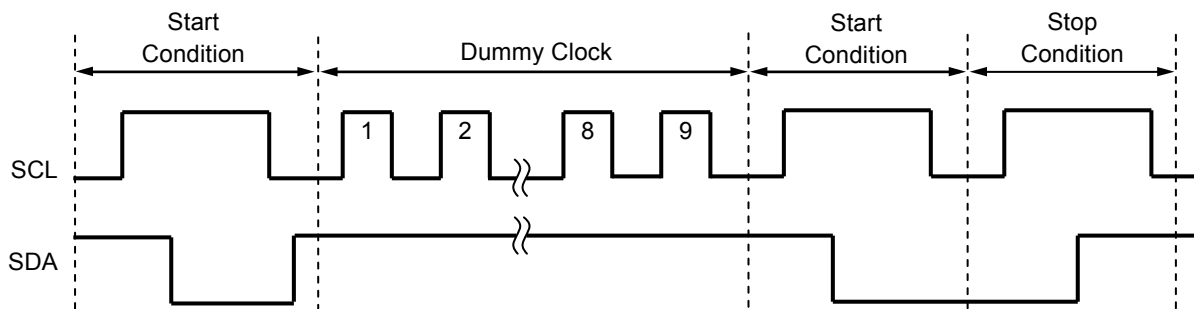 Start
Condition
Dummy Clock
Start
Condition
Stop
Condition
SCL
1
2
8
9
SDA